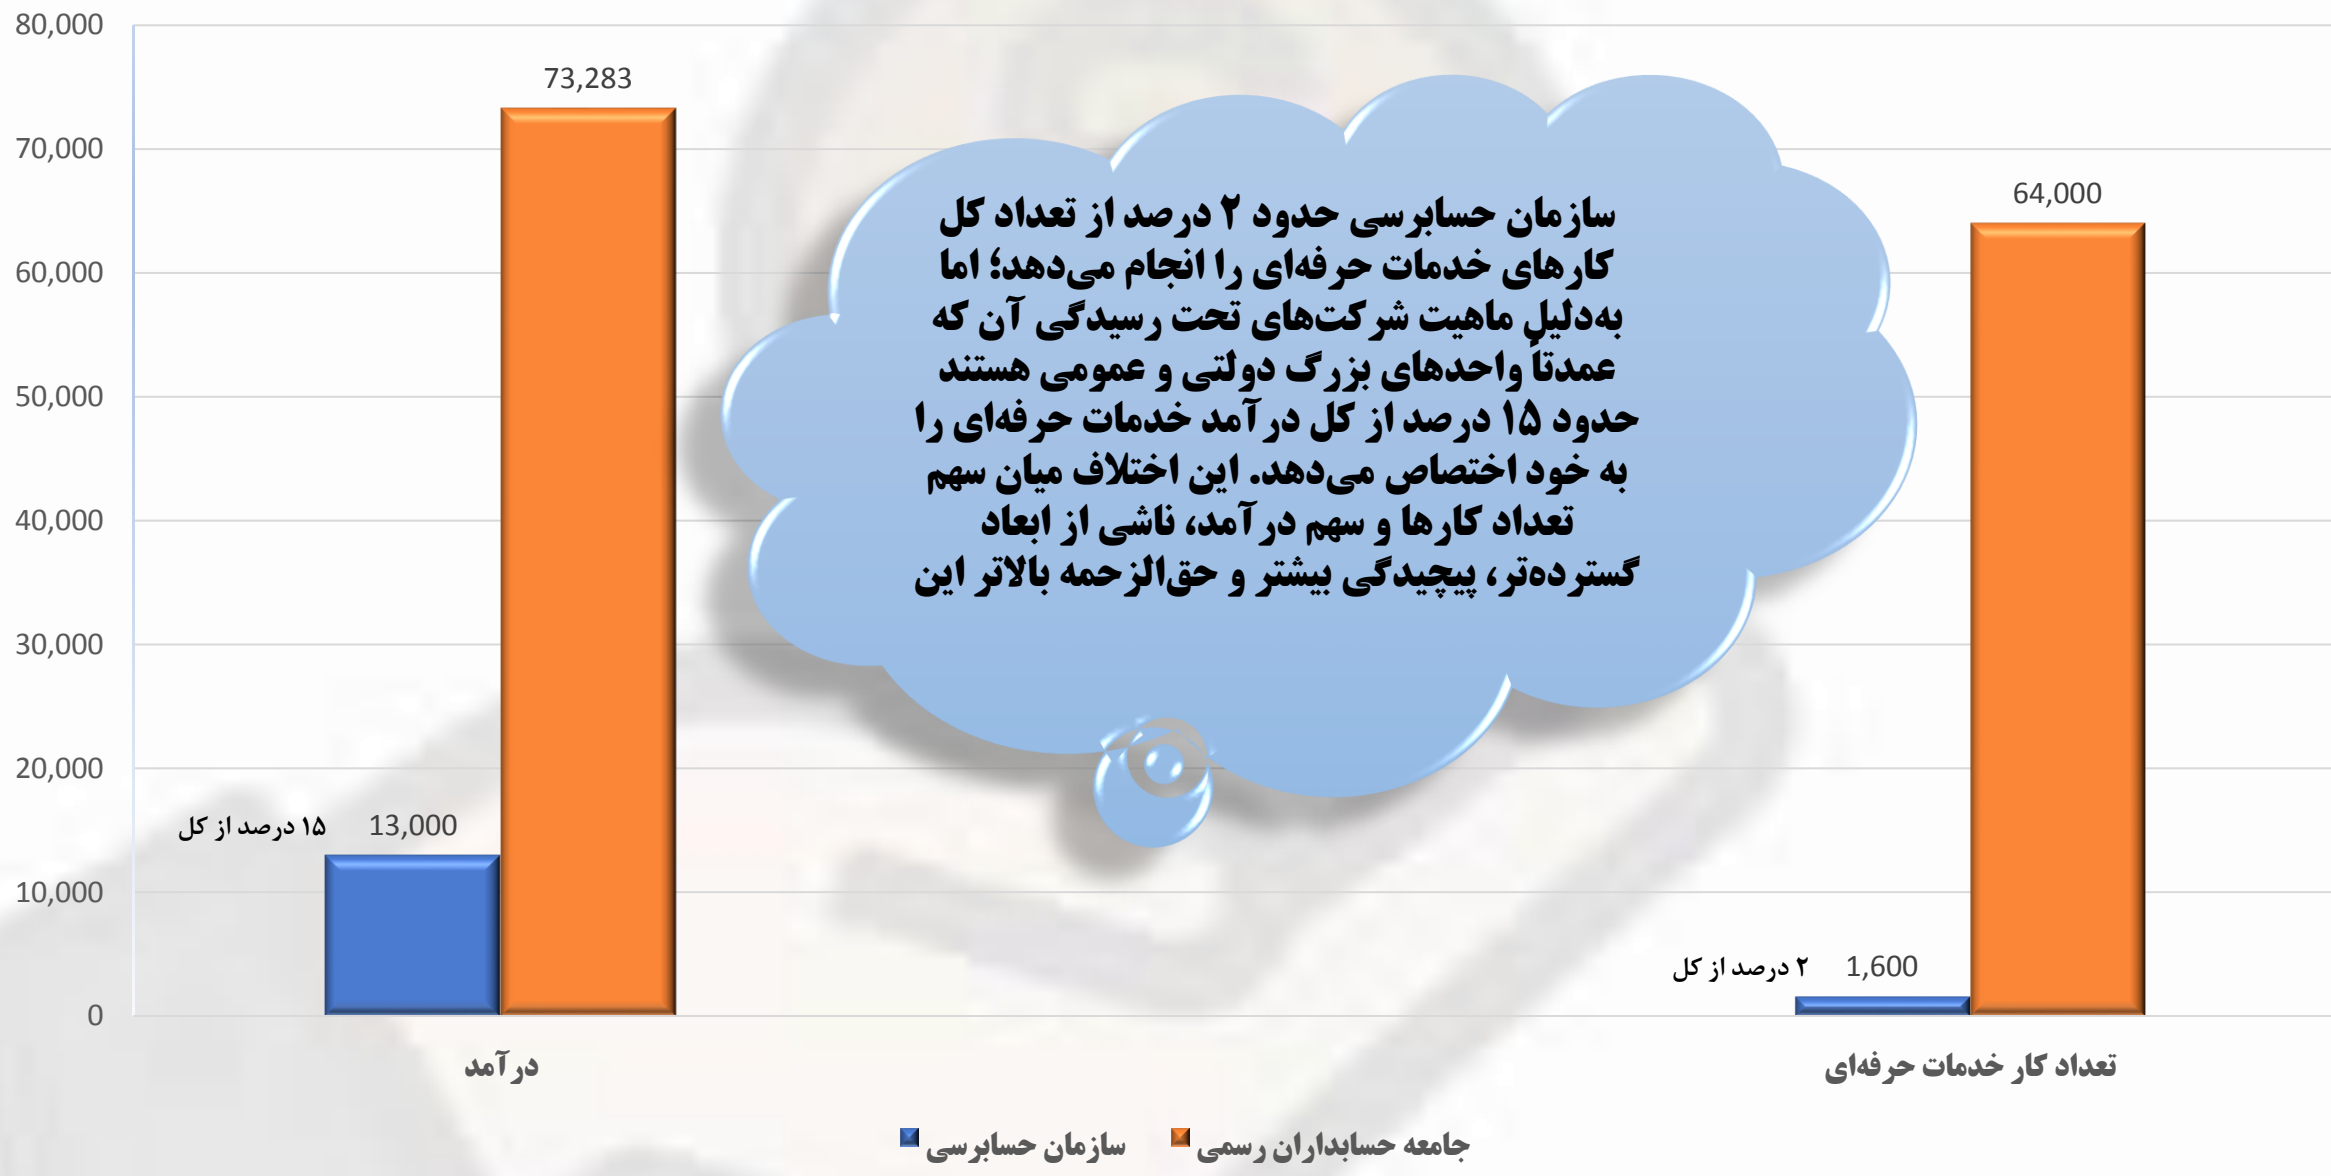 80,000
70,000
60,000
50,000
40,000
30,000
20,000
10,000
0
73,283
13,000
۱۵ درصد از کل
64,000
1,600
۲ درصد از کل
سازمان حسابرسی حدود ۲ درصد از تعداد کل
کارهای خدمات حرفه‌ای را انجام می‌دهد؛ اما
به‌دلیل ماهیت شرکت‌های تحت رسیدگی آن که
عمدتاً واحدهای بزرگ دولتی و عمومی هستند
حدود ۱۵ درصد از کل درآمد خدمات حرفه‌ای را
به خود اختصاص می‌دهد. این اختلاف میان سهم
تعداد کارها و سهم درآمد، ناشی از ابعاد
گسترده‌تر، پیچیدگی بیشتر و حق‌الزحمه بالاتر این
درآمد
تعداد کار خدمات حرفه‌ای
سازمان حسابرسی
جامعه حسابداران رسمی